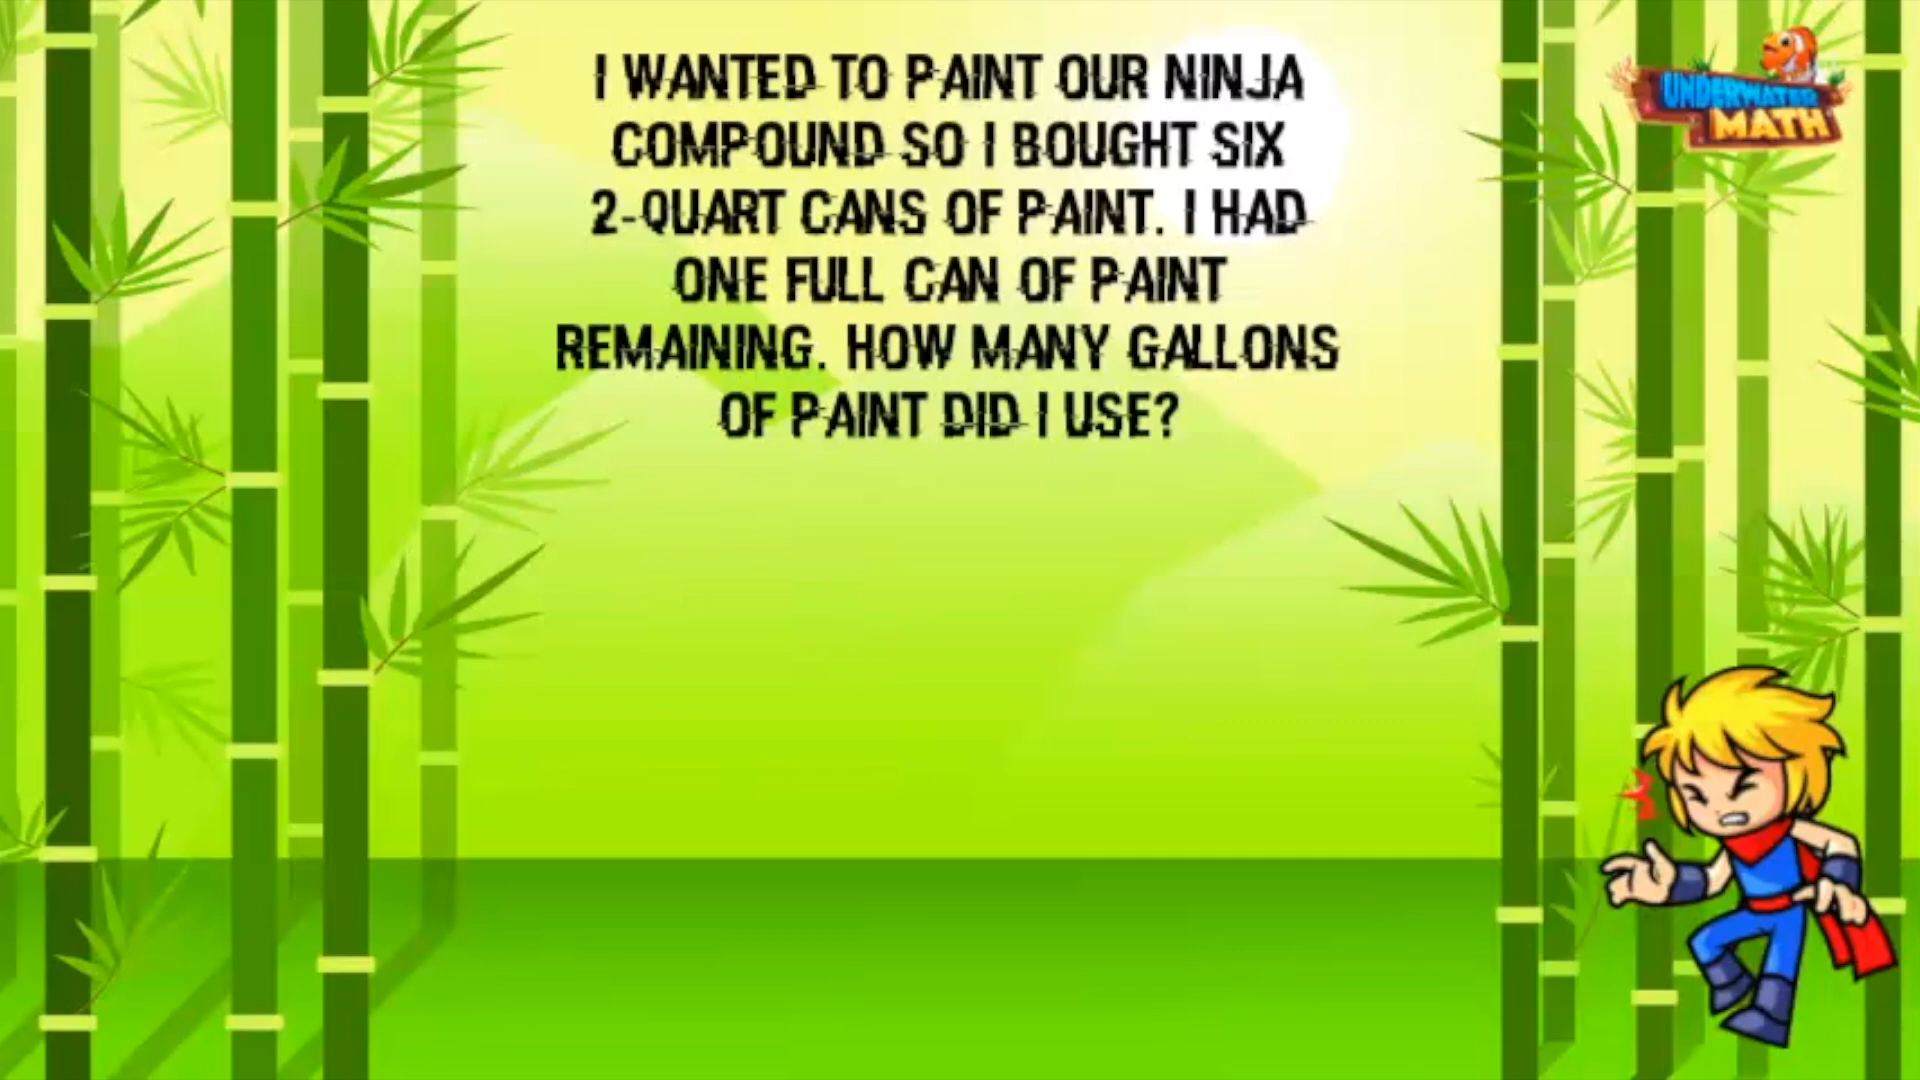 I WANTED TO PAINT OUR NINJA
COMPOUND SO I BOUGHT SIX
2-QUART CANS OF PAINT. I HAD
ONE FULL CAN OF PAINT
REMAINING. HOW MANY GALLONS
OF PAINT DID I USE?
UNDERWATER
MATH